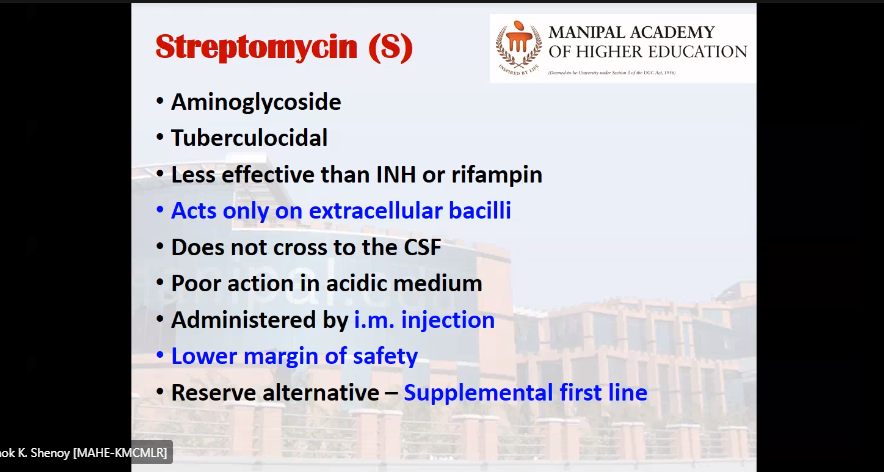 Streptomycin (S)
MANIPAL ACADEMY
OF HIGHER EDUCATION
(Deemed to be University under Section 3 of the UGC Act, 1956)
INSPIRED BY LIFE
• Aminoglycoside
• Tuberculocidal
• Less effective than INH or rifampin
• Acts only on extracellular bacilli
• Does not cross to the CSF
• Poor action in acidic medium
• Administered by i.m. injection
• Lower margin of safety
• Reserve alternative – Supplemental first line
ok K. Shenoy [MAHE-KMCMLR]